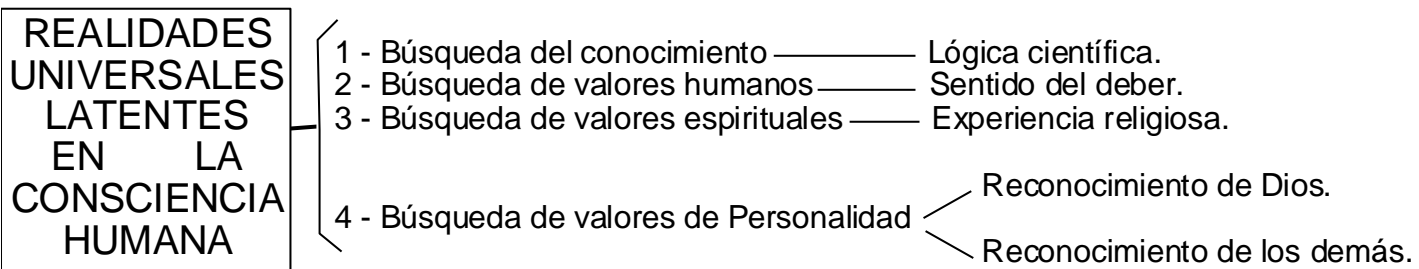 REALIDADES
UNIVERSALES
LATENTES
EN LA
CONSCIENCIA
HUMANA
1 - Búsqueda del conocimiento Lógica científica.
2 - Búsqueda de valores humanos Sentido del deber.
3 - Búsqueda de valores espirituales Experiencia religiosa.
4 - Búsqueda de valores de Personalidad
Reconocimiento de Dios.
Reconocimiento de los demás.